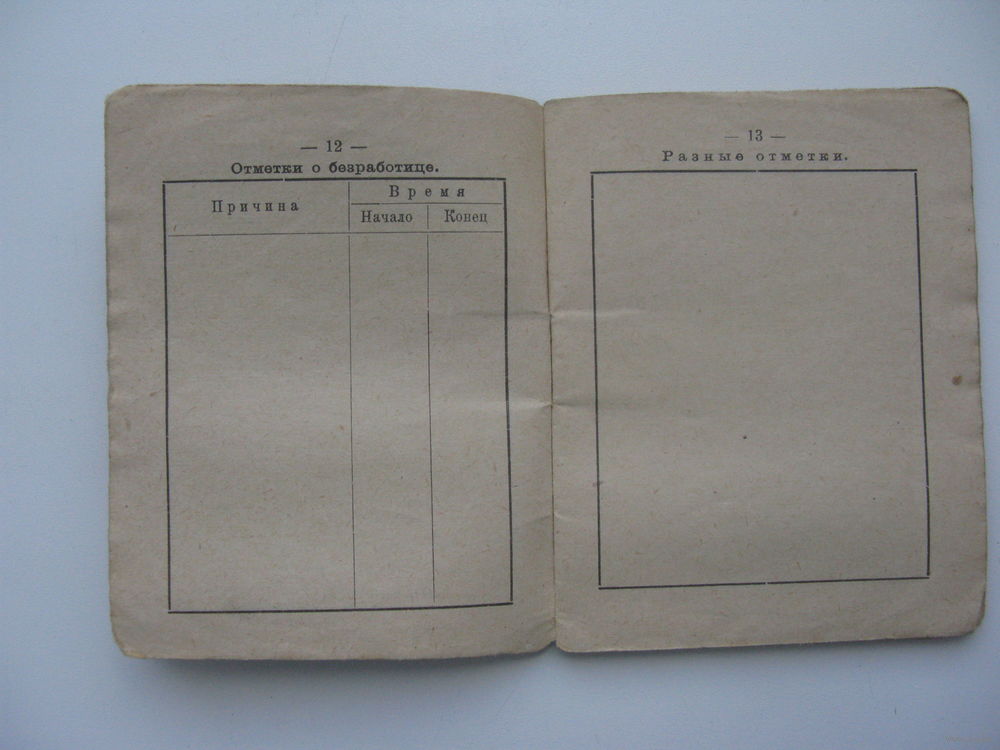 — 12 —
Отметки о безработице.
Причина
Время
Начало Конец
— 13 —
Разные отметки.